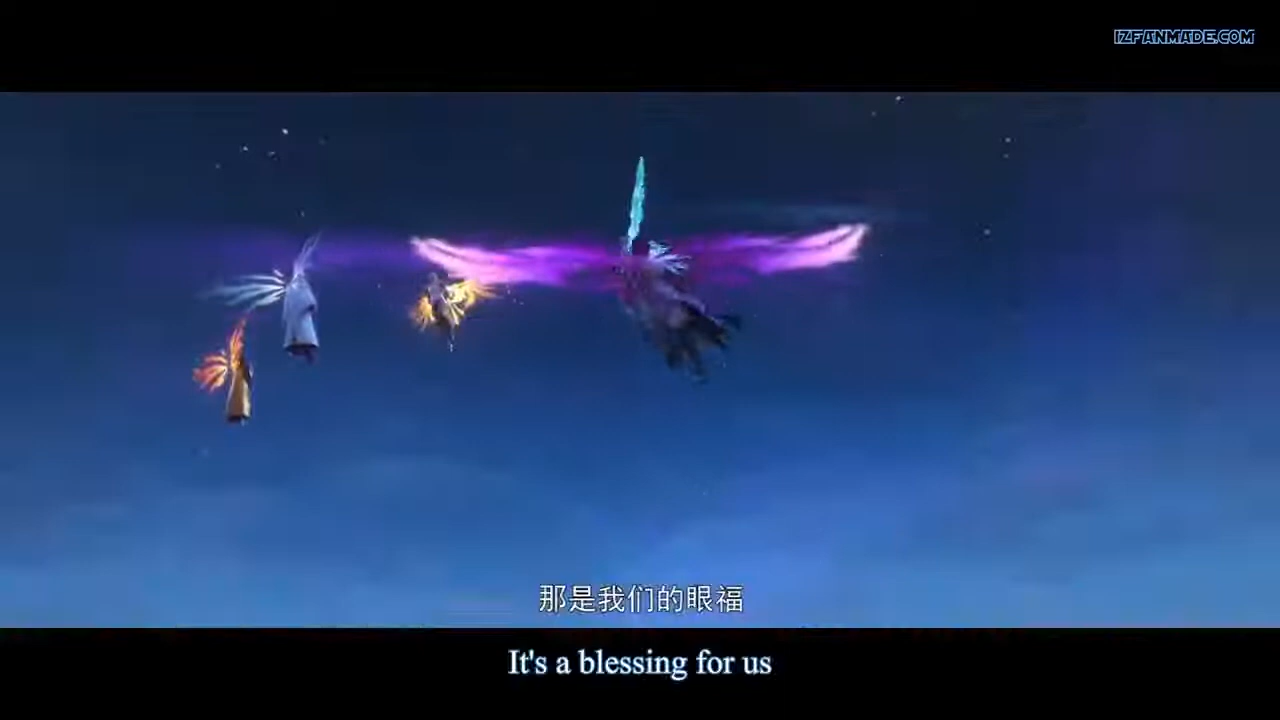 IZFANMADE.COM
那是我们的眼福
It's a blessing for us